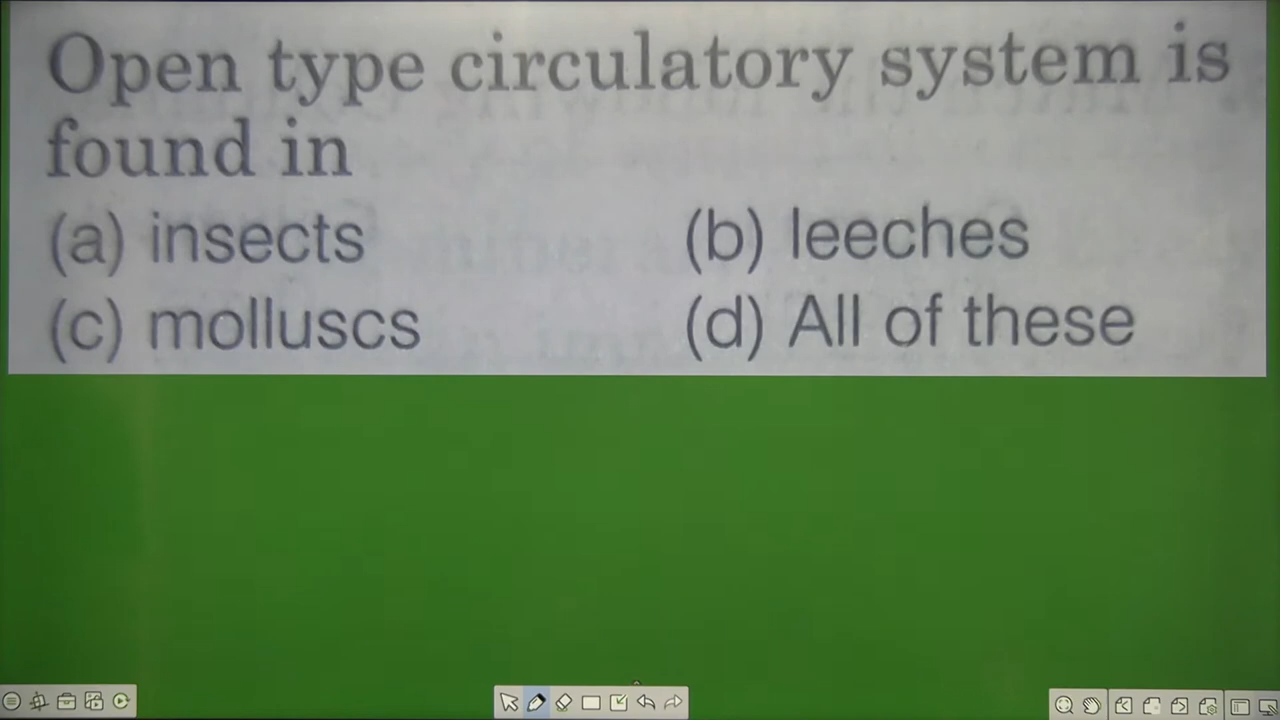 Open type circulatory system is
found in
(a) insects
(b) leeches
(c) molluscs
(d) All of these